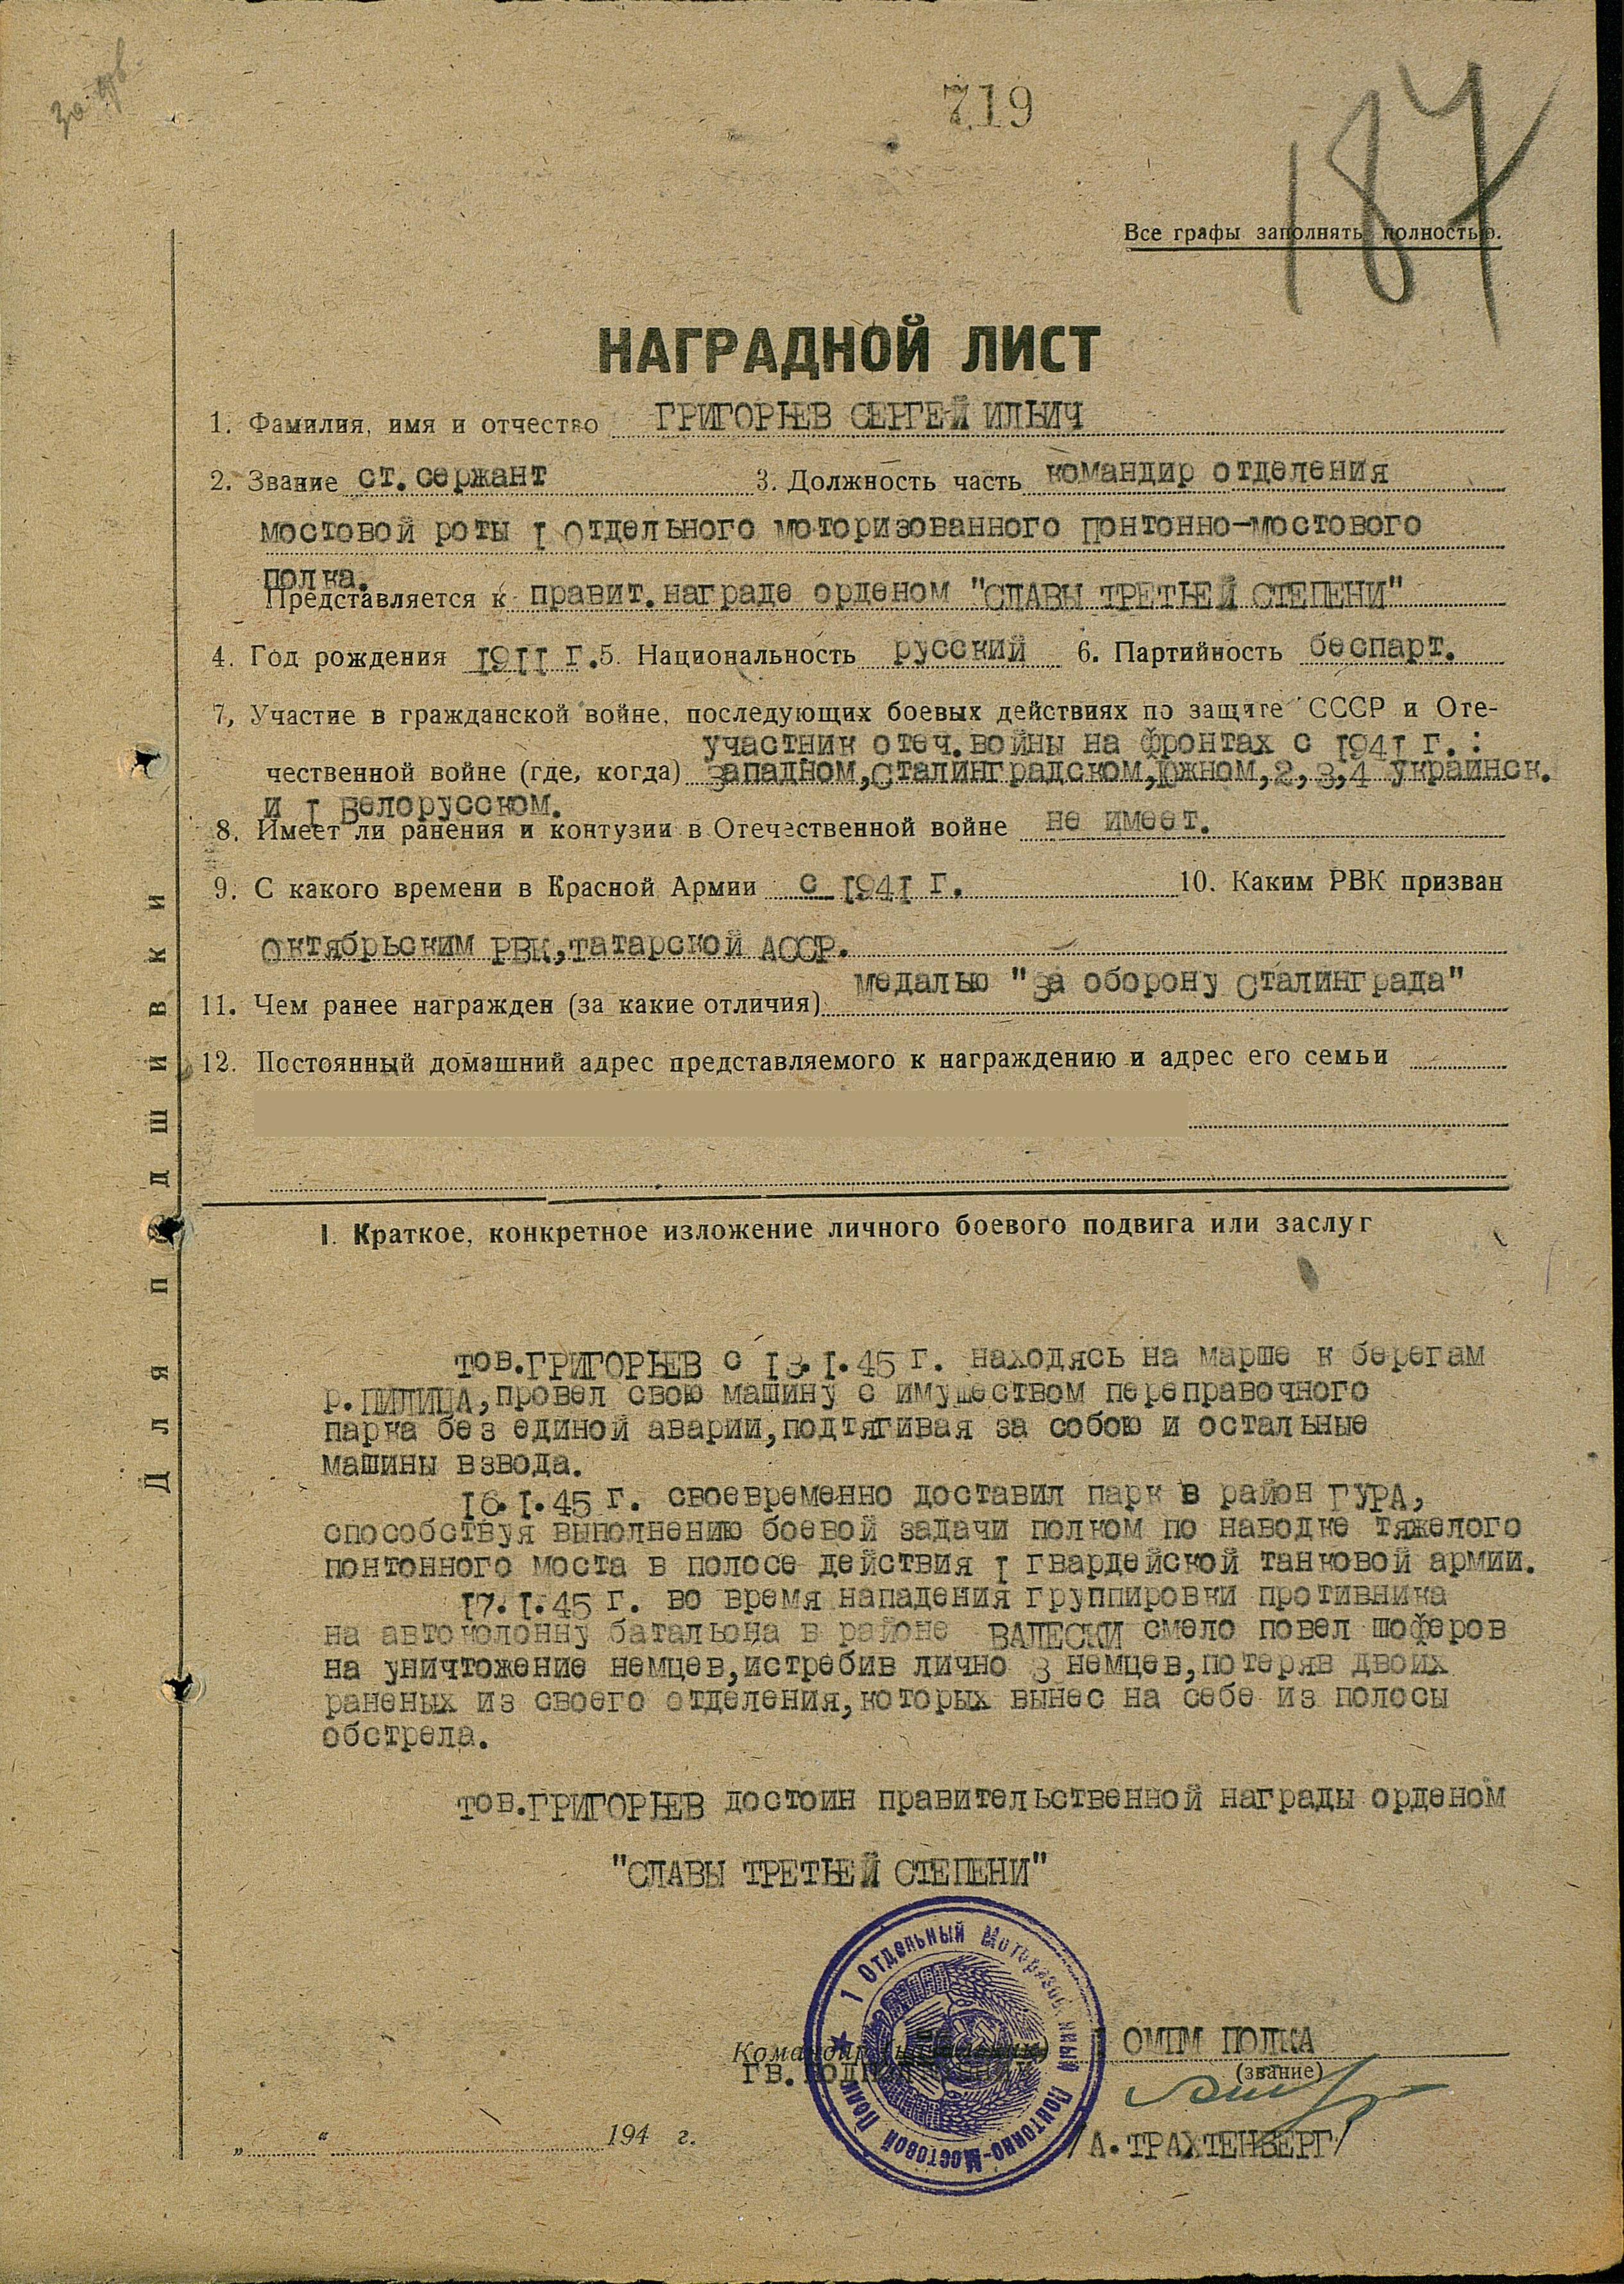 719
187
Все графы заполнять полностью.
НАГРАДНОЙ ЛИСТ
1. Фамилия, имя и отчество ГРИГОРЬЕВ СЕРГЕЙ ИЛЬИЧ
2. Звание ст. сержант 3. Должность часть командир отделения
мостовой роты I отдельного моторизованного понтонно-мостового
полка.
Представляется к правит. награде орденом "СЛАВЫ ТРЕТЬЕЙ СТЕПЕНИ"
4. Год рождения 1911 г. 5. Национальность русский 6. Партийность беспарт.
7, Участие в гражданской войне, последующих боевых действиях по защите СССР и Оте-
участник отеч. войны на фронтах с 1941 г. :
чественной войне (где, когда) западном, сталинградском, южном, 2, 3, 4 украинск.
и I Белорусском.
8. Имеет ли ранения и контузии в Отечественной войне не имеет.
9. С какого времени в Красной Армии с 1941 г. 10. Каким РВК призван
октябрьским РВК, татарской АССР.
медалью "за оборону сталинграда"
11. Чем ранее награжден (за какие отличия)
12. Постоянный домашний адрес представляемого к награждению и адрес его семьи
Для подшивки
I. Краткое, конкретное изложение личного боевого подвига или заслуг
тов. ГРИГОРЬЕВ с 13.I.45 г. находясь на марше к берегам
р. ПИЛИЦА, провел свою машину с имуществом переправочного
парка без единой аварии, подтягивая за собою и остальные
машины взвода.
16.I.45 г. своевременно доставил парк в район ГУРА,
способствуя выполнению боевой задачи полком по наводке тяжелого
понтонного моста в полосе действия I гвардейской танковой армии.
17.I.45 г. во время нападения группировки противника
на автоколонну батальона в районе ВАЛЕСКИ смело повел шоферов
на уничтожение немцев, истребив лично 3 немцев, потеряв двоих
раненых из своего отделения, которых вынес на себе из полосы
обстрела.
тов. ГРИГОРЬЕВ достоин правительственной награды орденом
"СЛАВЫ ТРЕТЬЕЙ СТЕПЕНИ"
1 Отдельный Моторизованный Понтонно-Мостовой Полк
Командир 1 ОМПМ ПОЛКА
(звание)
гв.
/А. ТРАХТЕНБЕРГ/
„ “ 194 г.